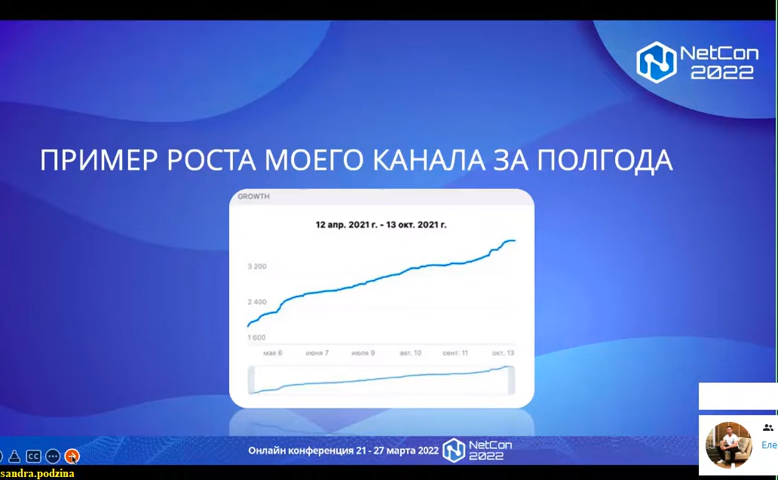 NetCon
2022
ПРИМЕР РОСТА МОЕГО КАНАЛА ЗА ПОЛГОДА
GROWTH
12 апр. 2021 г. - 13 окт. 2021 г.
3 200
2 400
1 600
мая 6 июня 7 июля 9 авг. 10 сент. 11 окт. 13
Еле
Онлайн конференция 21 - 27 марта 2022
NetCon
2022
CC
sandra.podzina